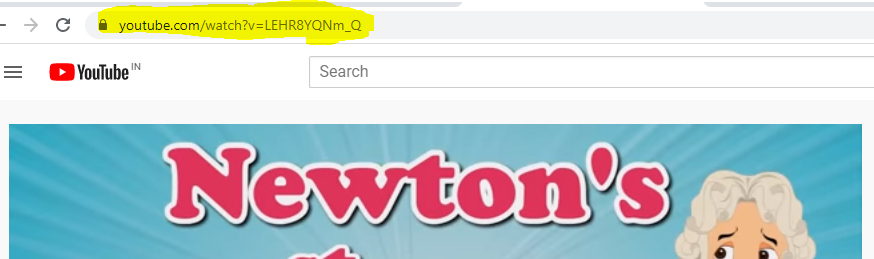 youtube.com/watch?v=LEHR8YQNm_Q
YouTube IN
Search
Newton's